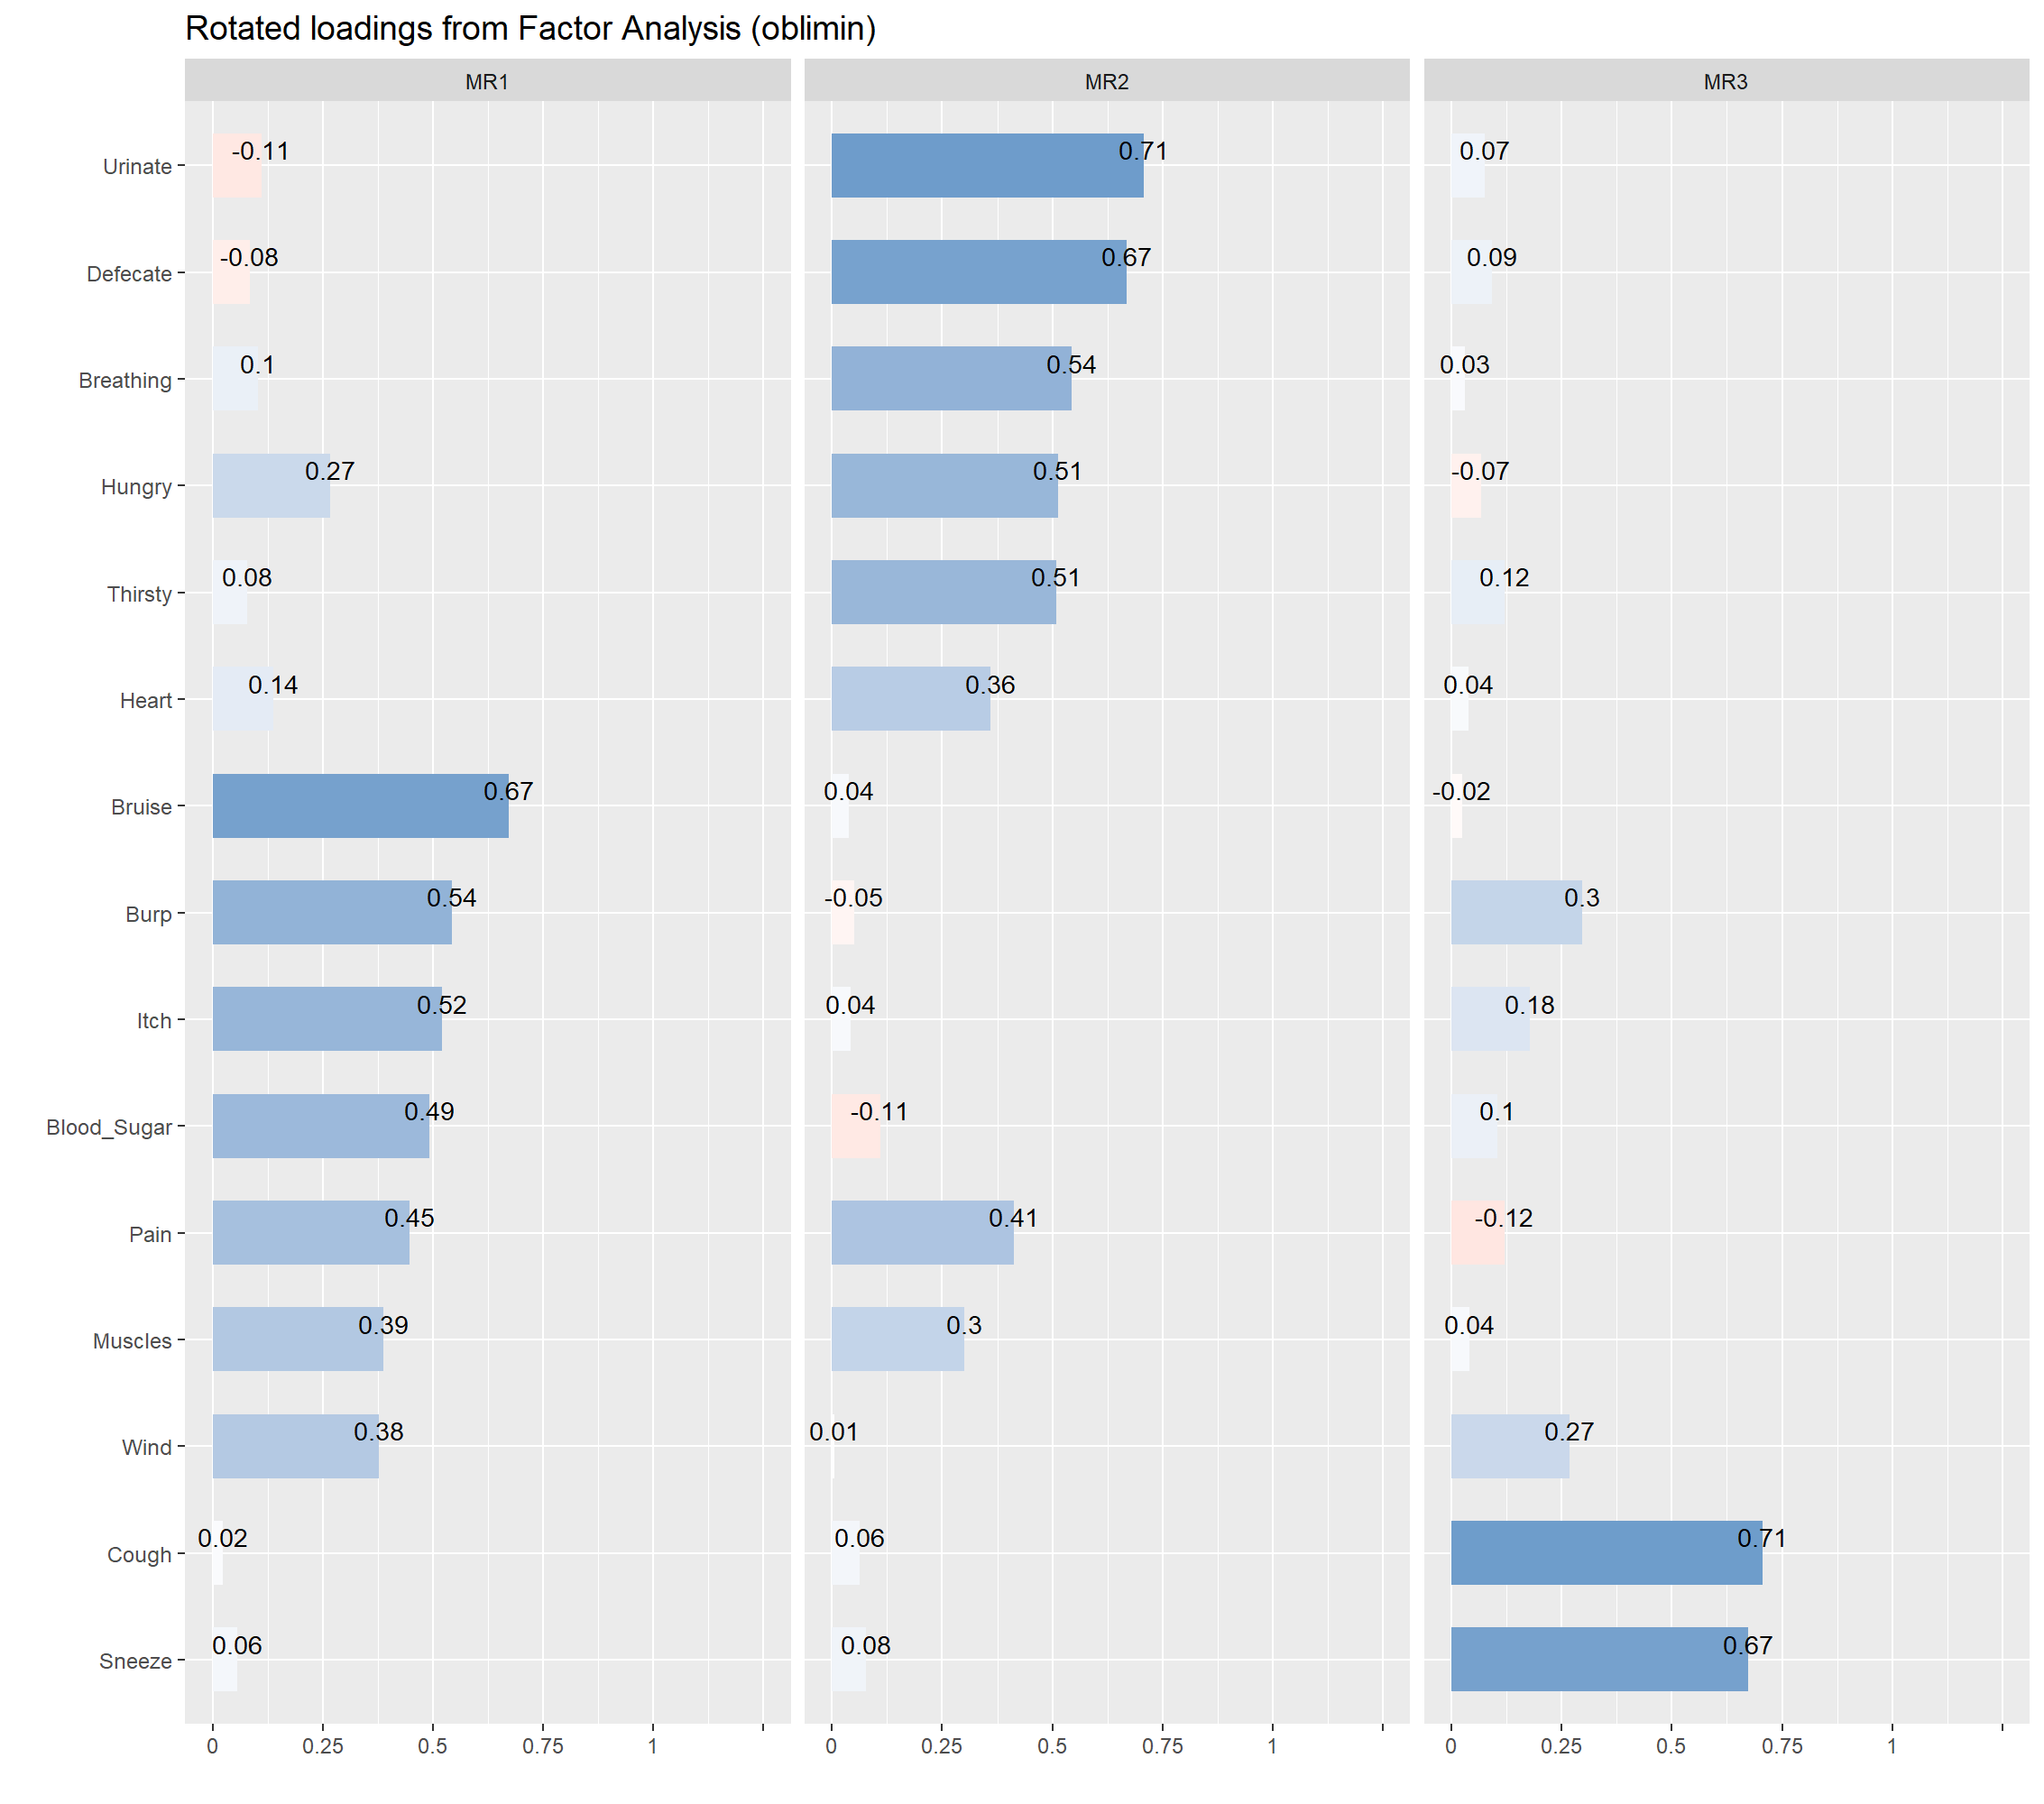 Rotated loadings from Factor Analysis (oblimin)
MR1 MR2 MR3
Urinate -0.11 0.71 0.07
Defecate -0.08 0.67 0.09
Breathing 0.1 0.54 0.03
Hungry 0.27 0.51 -0.07
Thirsty 0.08 0.51 0.12
Heart 0.14 0.36 0.04
Bruise 0.67 0.04 -0.02
Burp 0.54 -0.05 0.3
Itch 0.52 0.04 0.18
Blood_Sugar 0.49 -0.11 0.1
Pain 0.45 0.41 -0.12
Muscles 0.39 0.3 0.04
Wind 0.38 0.01 0.27
Cough 0.02 0.06 0.71
Sneeze 0.06 0.08 0.67
0 0.25 0.5 0.75 1 0 0.25 0.5 0.75 1 0 0.25 0.5 0.75 1